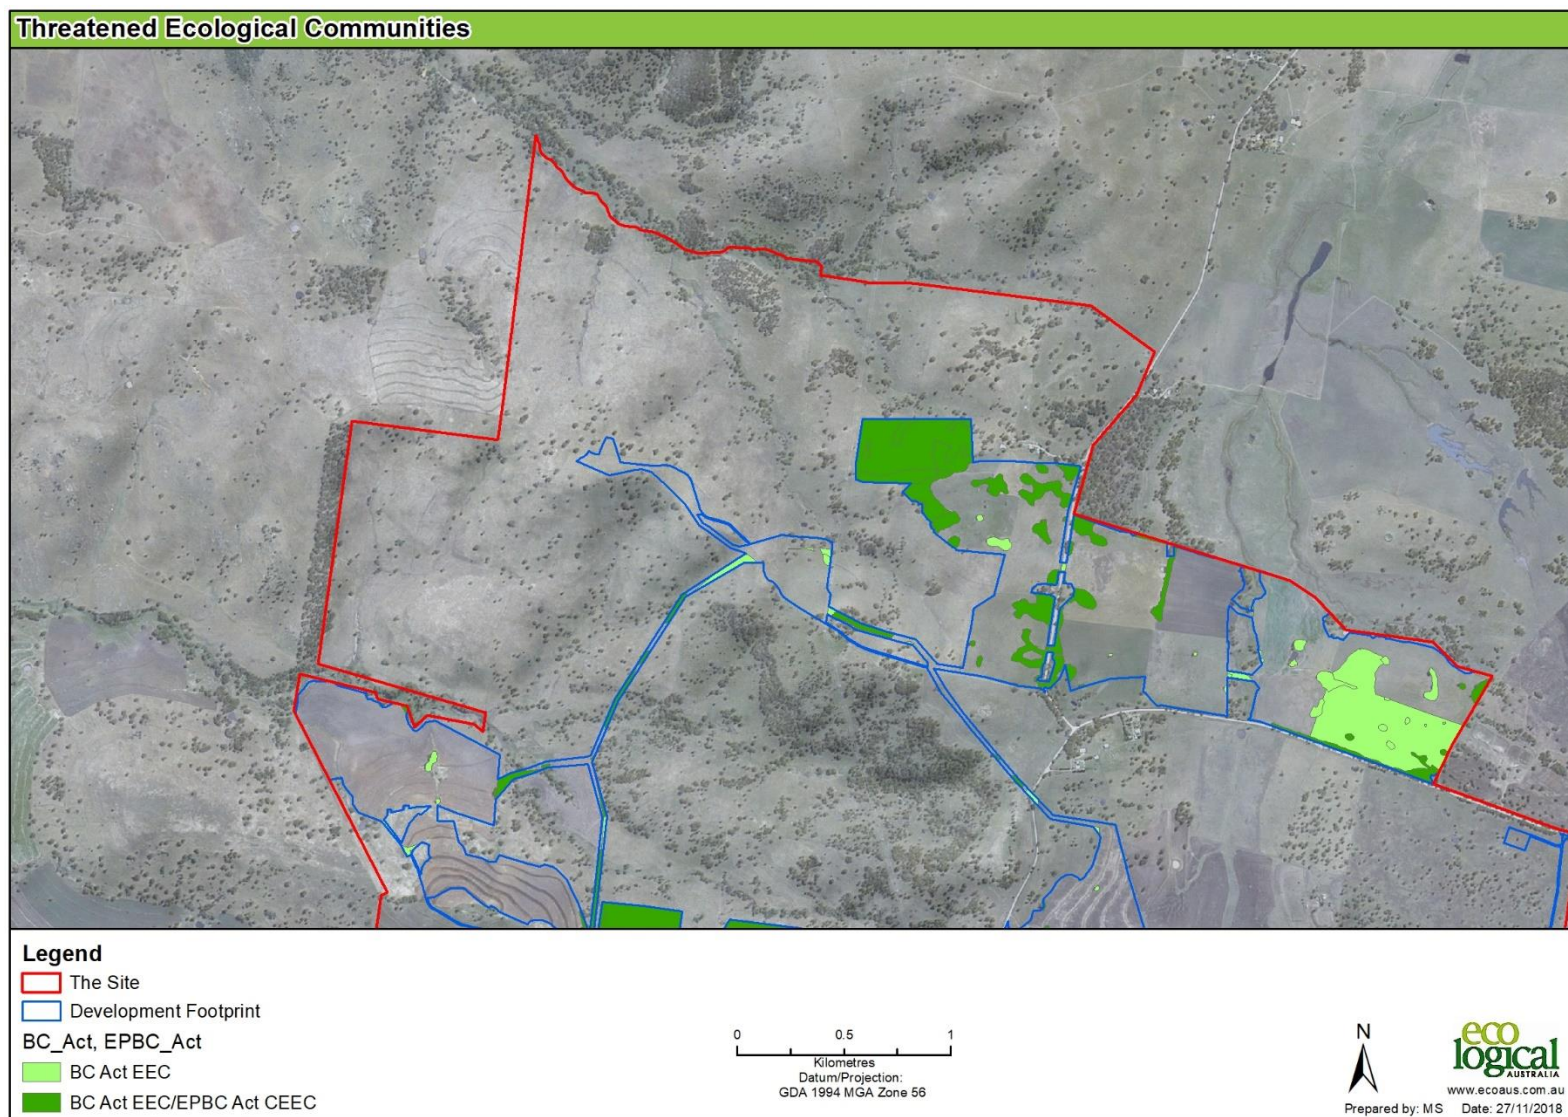 Threatened Ecological Communities
Legend
The Site
Development Footprint
BC_Act, EPBC_Act
BC Act EEC
BC Act EEC/EPBC Act CEEC
0 0.5 1
Kilometres
Datum/Projection:
GDA 1994 MGA Zone 56
N
eco
logical
AUSTRALIA
www.ecoaus.com.au
Prepared by: MS Date: 27/11/2018